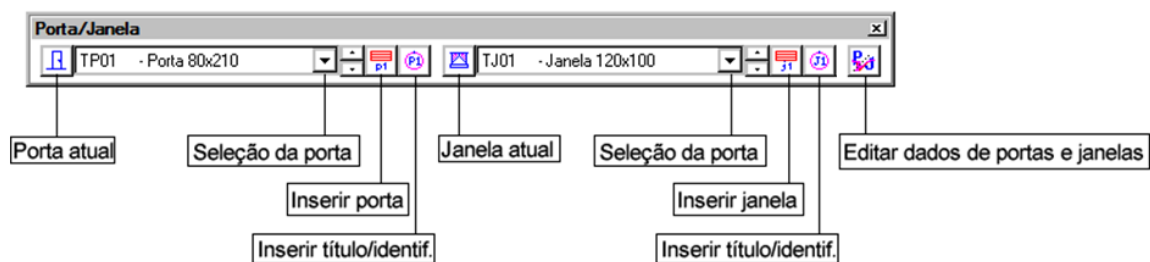 Porta/Janela
TP01 - Porta 80x210
p1
P1
TJ01 - Janela 120x100
j1
J1
PJ
Porta atual
Seleção da porta
Janela atual
Seleção da porta
Editar dados de portas e janelas
Inserir porta
Inserir janela
Inserir título/identif.
Inserir título/identif.